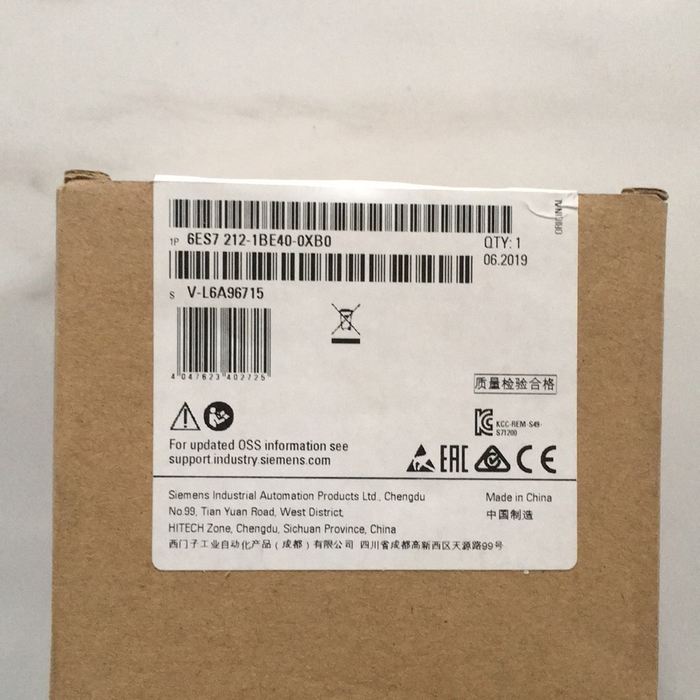 ORIGINAL
1P 6ES7 212-1BE40-0XB0
QTY: 1
06.2019
S V-L6A96715
4 047623 402725
质量检验合格
KCC-REM-S49-
S71200
For updated OSS information see
support.industry.siemens.com
EAC CE
Siemens Industrial Automation Products Ltd., Chengdu
No.99, Tian Yuan Road, West District,
HITECH Zone, Chengdu, Sichuan Province, China
西门子工业自动化产品(成都)有限公司 四川省成都高新西区天源路99号
Made in China
中国制造